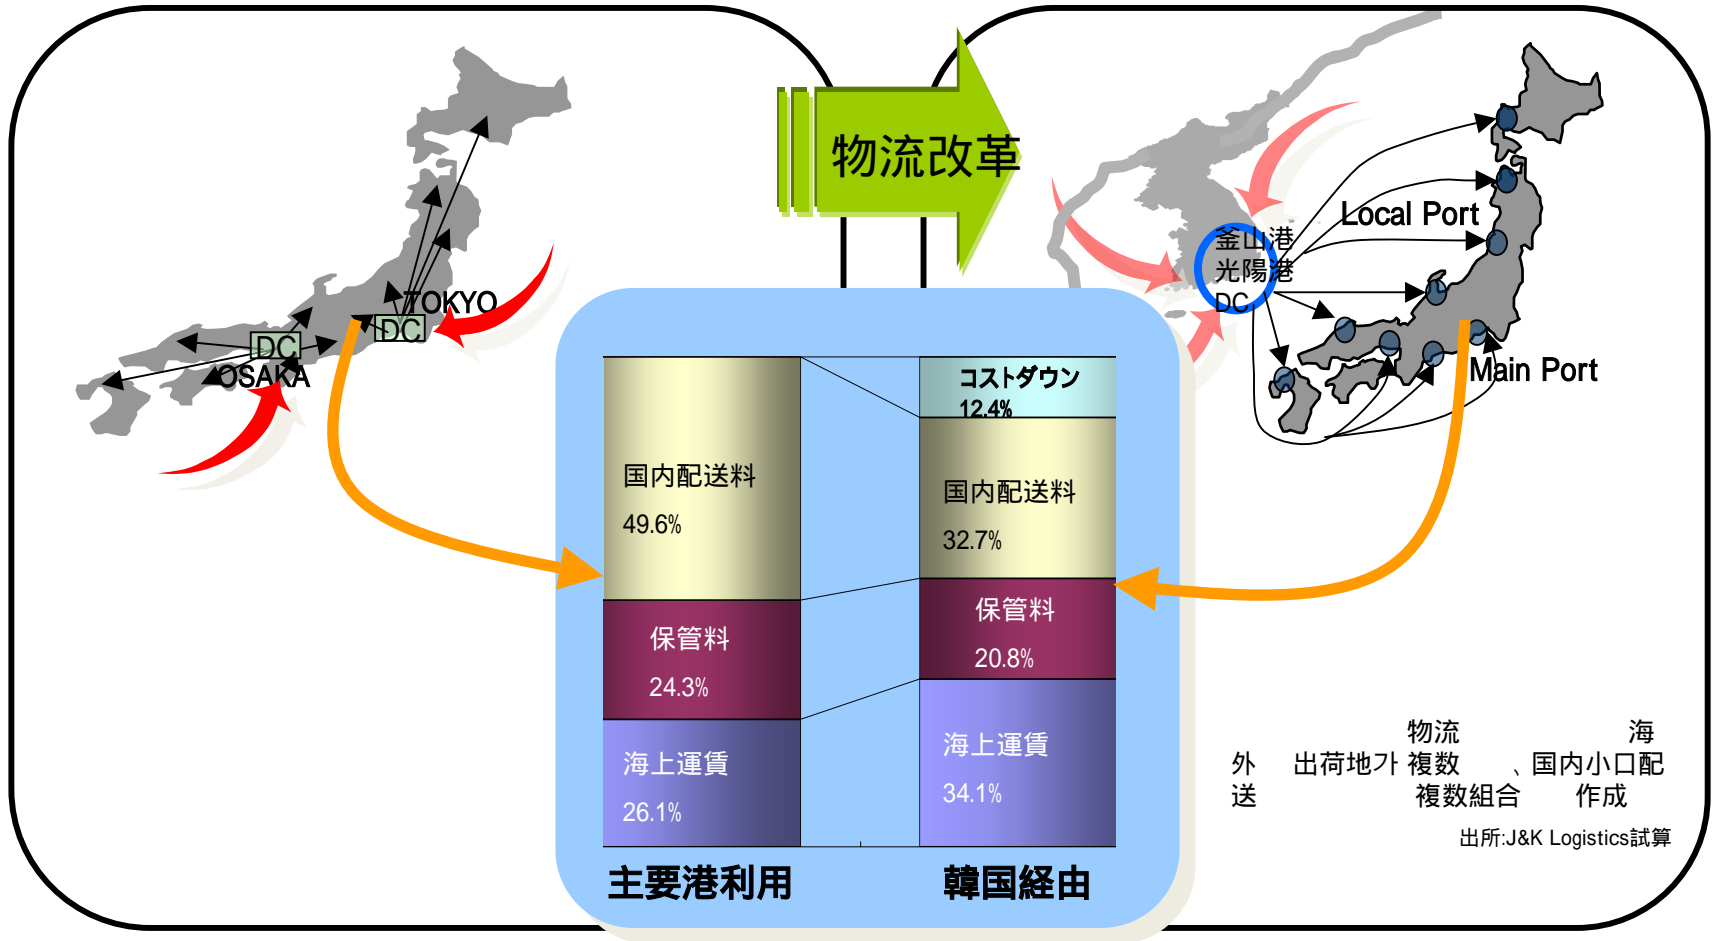 物流改革
TOKYO
DC
DC
OSAKA
Local Port
釜山港
光陽港
DC
Main Port
コストダウン
12.4%
国内配送料
49.6%
国内配送料
32.7%
保管料
24.3%
保管料
20.8%
海上運賃
26.1%
海上運賃
34.1%
主要港利用
韓国経由
物流 海
外 出荷地가 複数 、国内小口配
送 複数組合 作成
出所:J&K Logistics試算